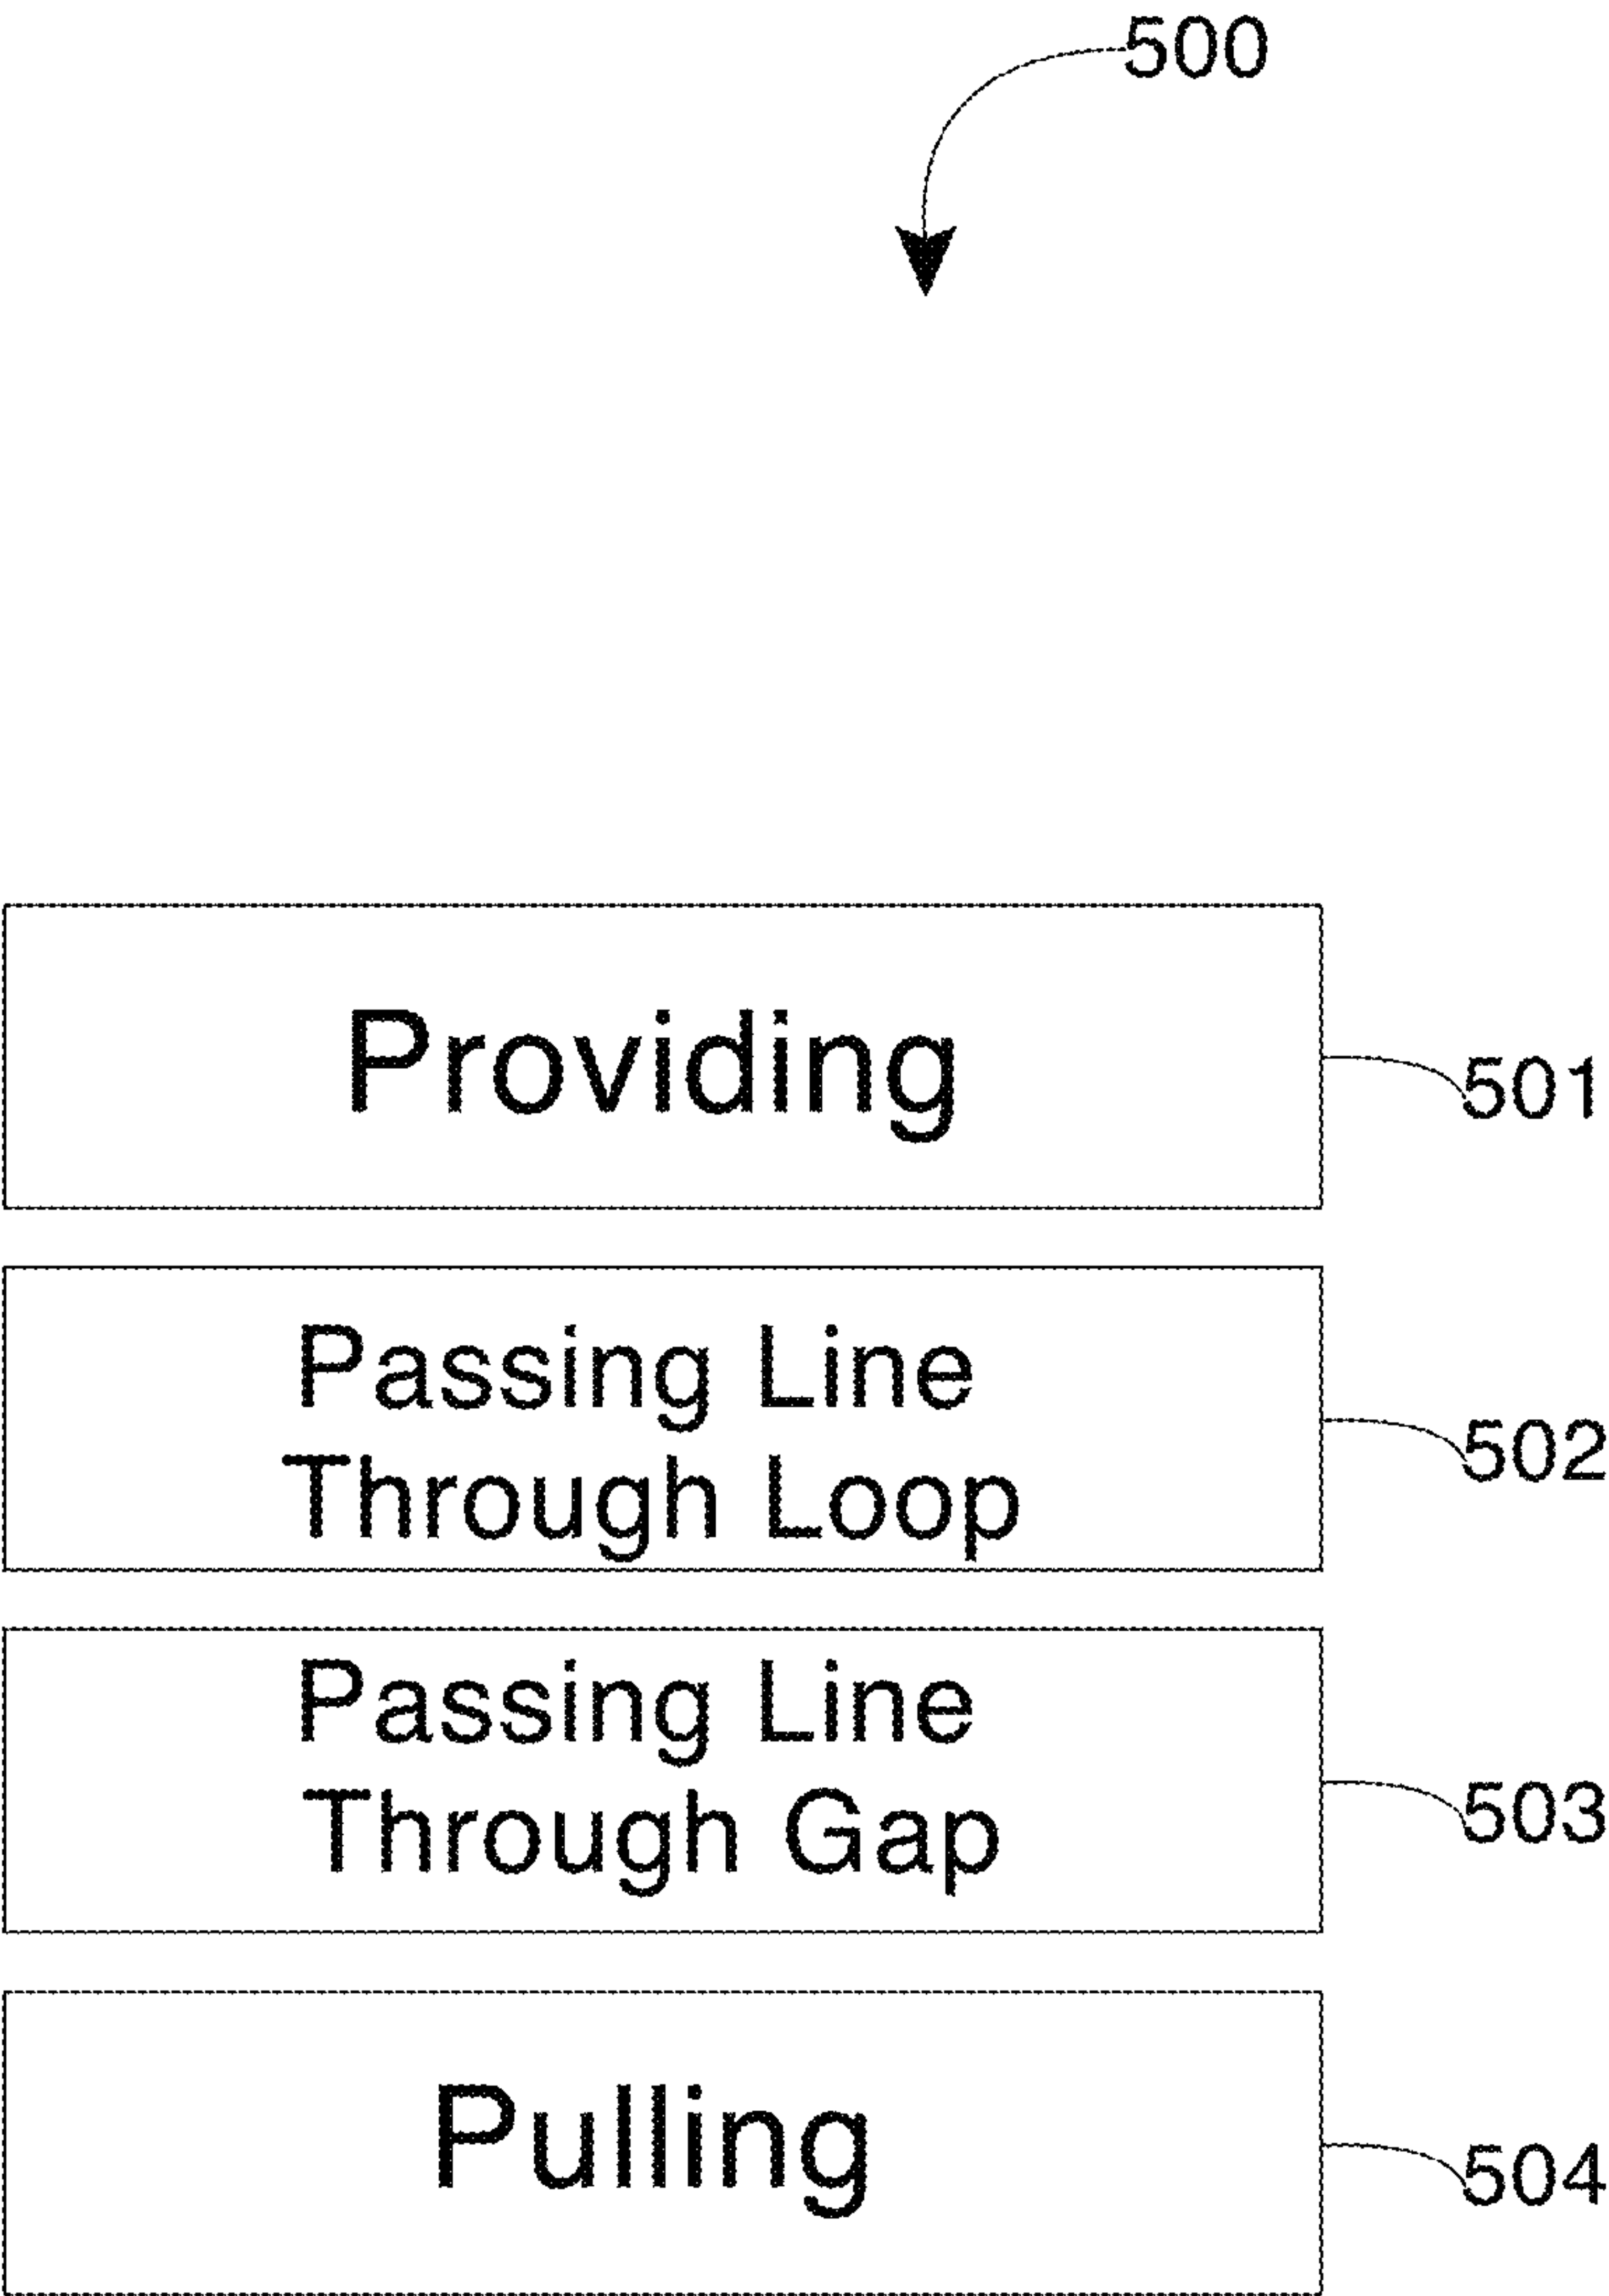 500
Providing
501
Passing Line
Through Loop
502
Passing Line
Through Gap
503
Pulling
504